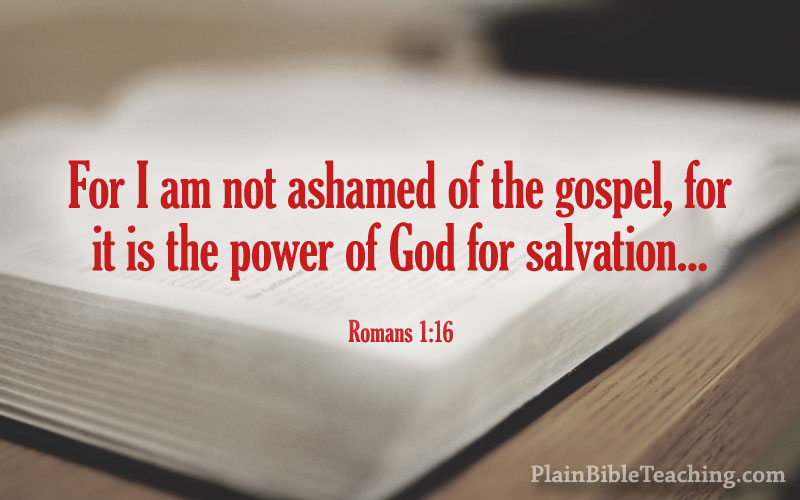 For I am not ashamed of the gospel, for
it is the power of God for salvation...
Romans 1:16
PlainBibleTeaching.com